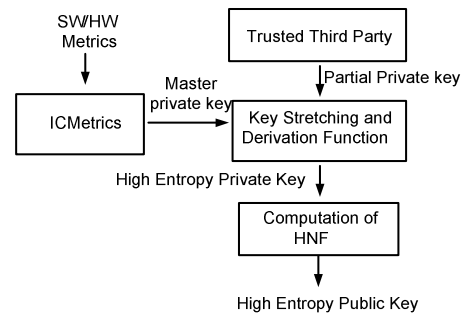 SW/HW
Metrics
Trusted Third Party
Partial Private key
Master
private key
ICMetrics
Key Stretching and
Derivation Function
High Entropy Private Key
Computation of
HNF
High Entropy Public Key